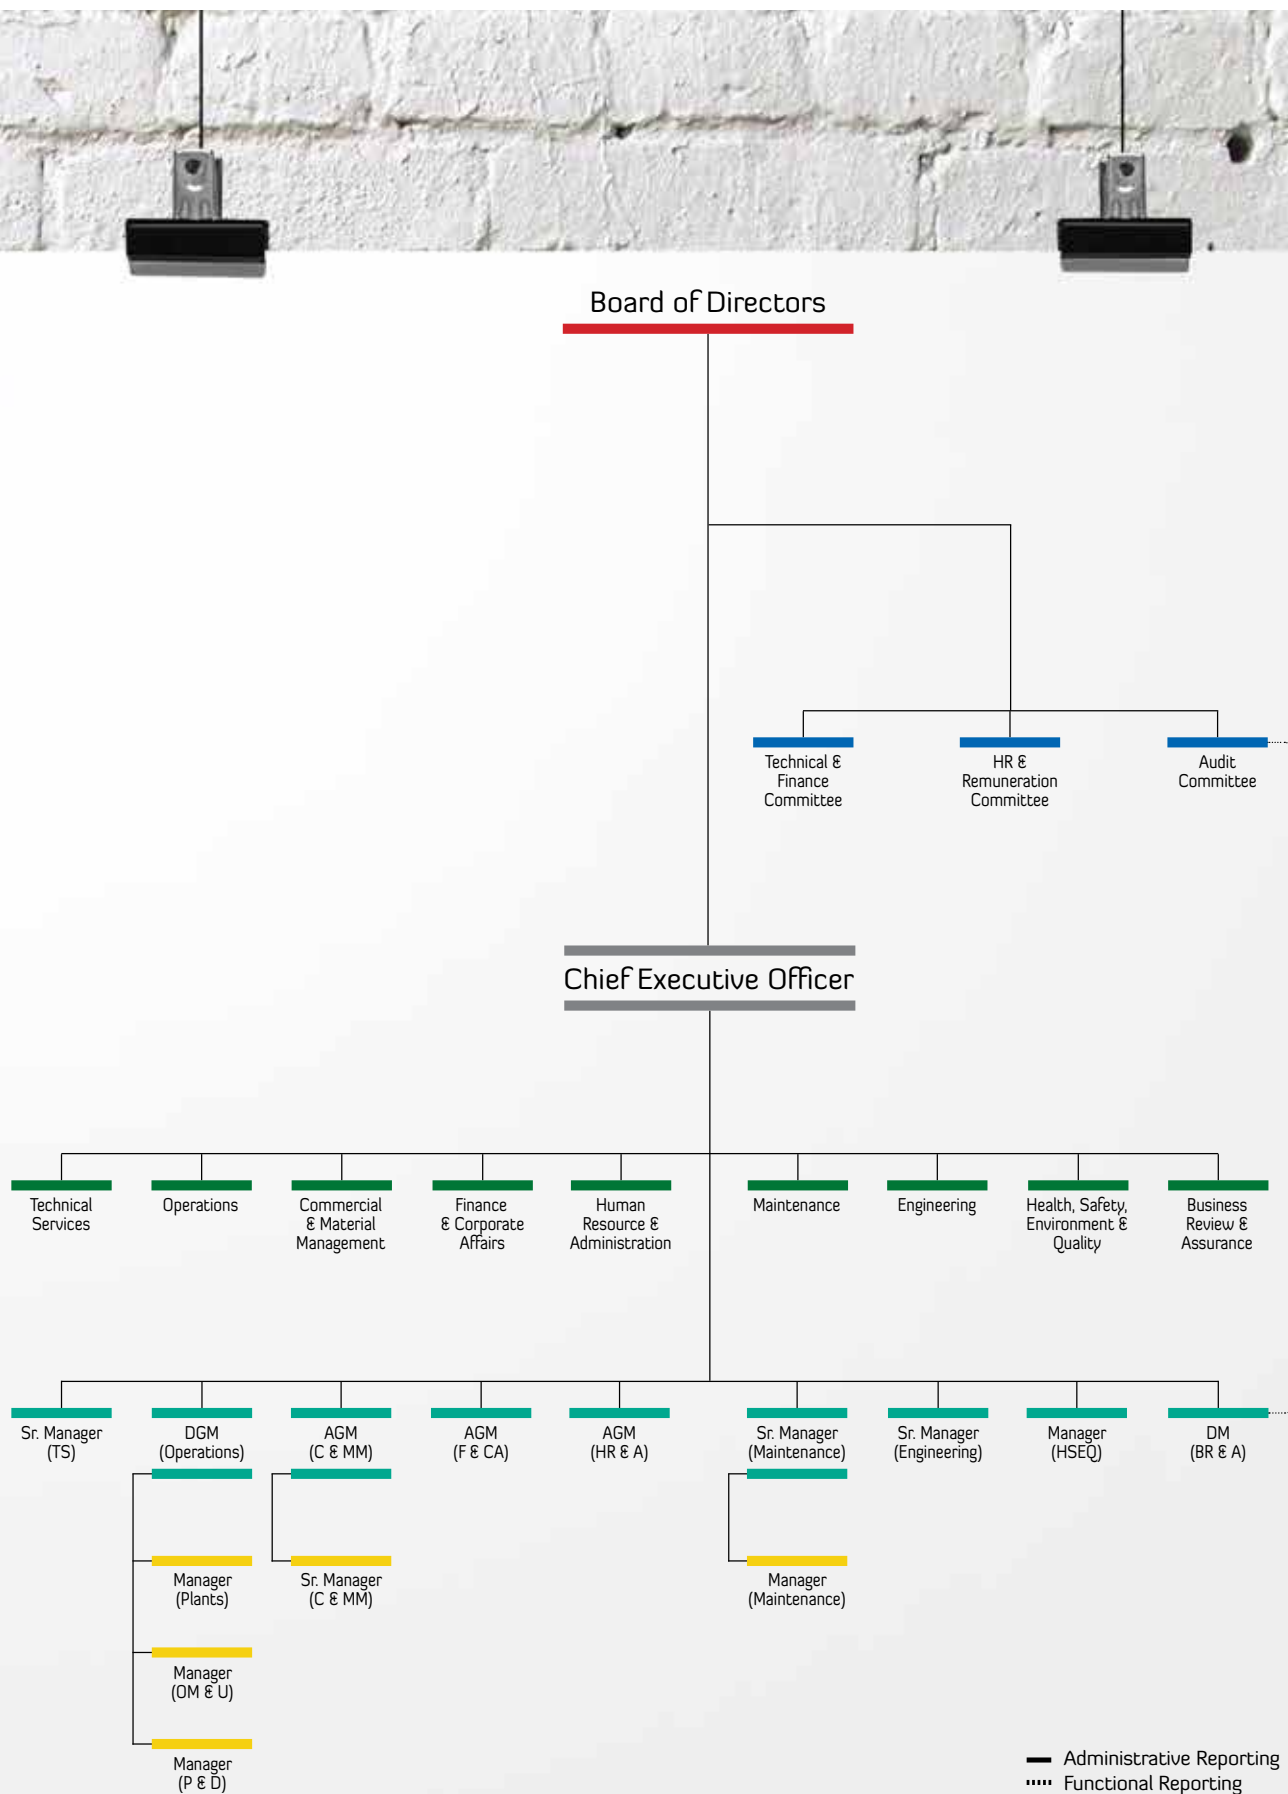 Board of Directors
Technical &
Finance
Committee
HR &
Remuneration
Committee
Audit
Committee
Chief Executive Officer
Technical
Services
Operations
Commercial
& Material
Management
Finance
& Corporate
Affairs
Human
Resource &
Administration
Maintenance
Engineering
Health, Safety,
Environment &
Quality
Business
Review &
Assurance
Sr. Manager
(TS)
DGM
(Operations)
AGM
(C & MM)
AGM
(F & CA)
AGM
(HR & A)
Sr. Manager
(Maintenance)
Sr. Manager
(Engineering)
Manager
(HSEQ)
DM
(BR & A)
Manager
(Plants)
Sr. Manager
(C & MM)
Manager
(Maintenance)
Manager
(OM & U)
Manager
(P & D)
Administrative Reporting
Functional Reporting